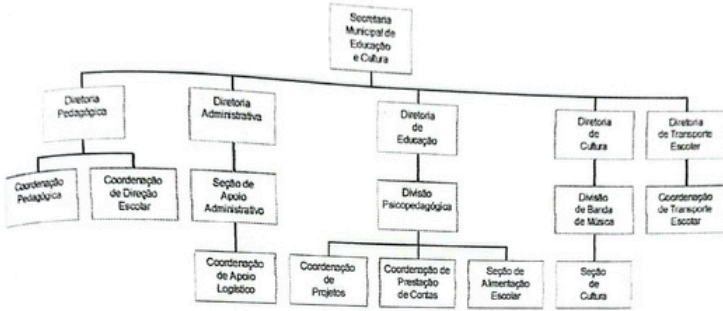 Secretaria
Municipal de
Educação
e Cultura
Diretoria
Pedagógica
Diretoria
Administrativa
Diretoria
de
Educação
Diretoria
de
Cultura
Diretoria
de Transporte
Escolar
Coordenação
Pedagógica
Coordenação
de Direção
Escolar
Seção de
Apoio
Administrativo
Divisão
Psicopedagógica
Divisão
de Banda
de Música
Coordenação
de Transporte
Escolar
Coordenação
de Apoio
Logístico
Coordenação
de
Projetos
Coordenação de
Prestação
de Contas
Seção de
Alimentação
Escolar
Seção
de
Cultura